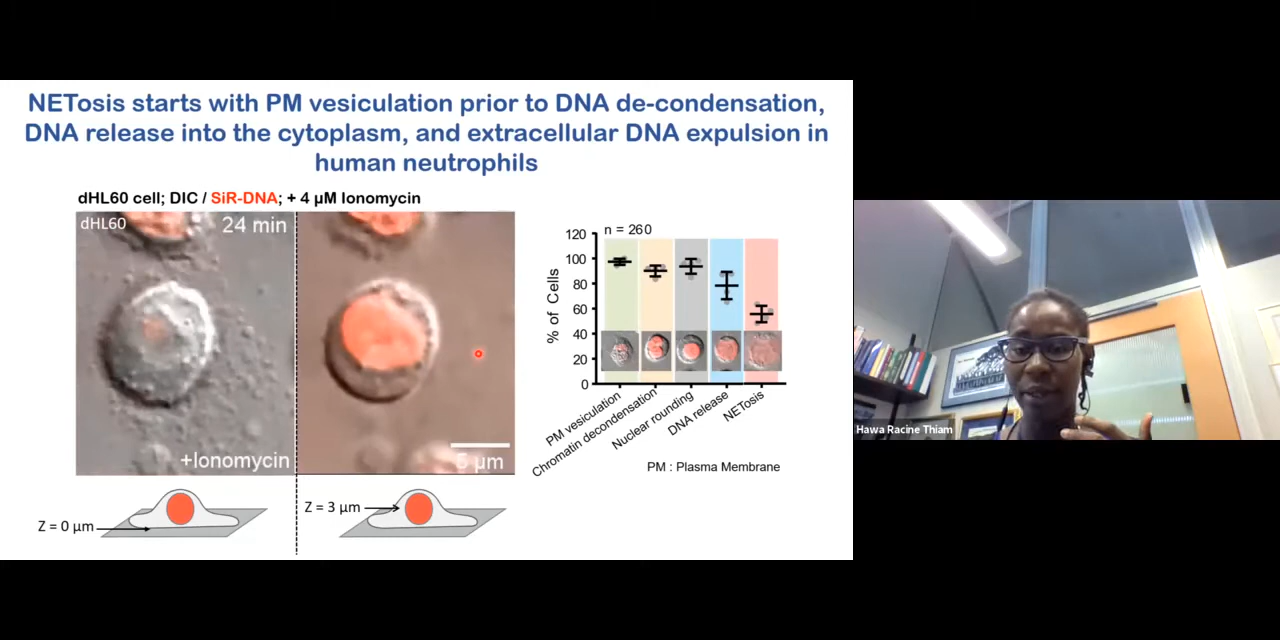 NETosis starts with PM vesiculation prior to DNA de-condensation,
DNA release into the cytoplasm, and extracellular DNA expulsion in
human neutrophils
dHL60 cell; DIC / SiR-DNA; + 4 µM Ionomycin
dHL60
24 min
+Ionomycin
5 µm
Z = 0 µm
Z = 3 µm
n = 260
% of Cells
120
100
80
60
40
20
0
PM vesiculation
Chromatin decondensation
Nuclear rounding
DNA release
NETosis
PM : Plasma Membrane
Hawa Racine Thiam